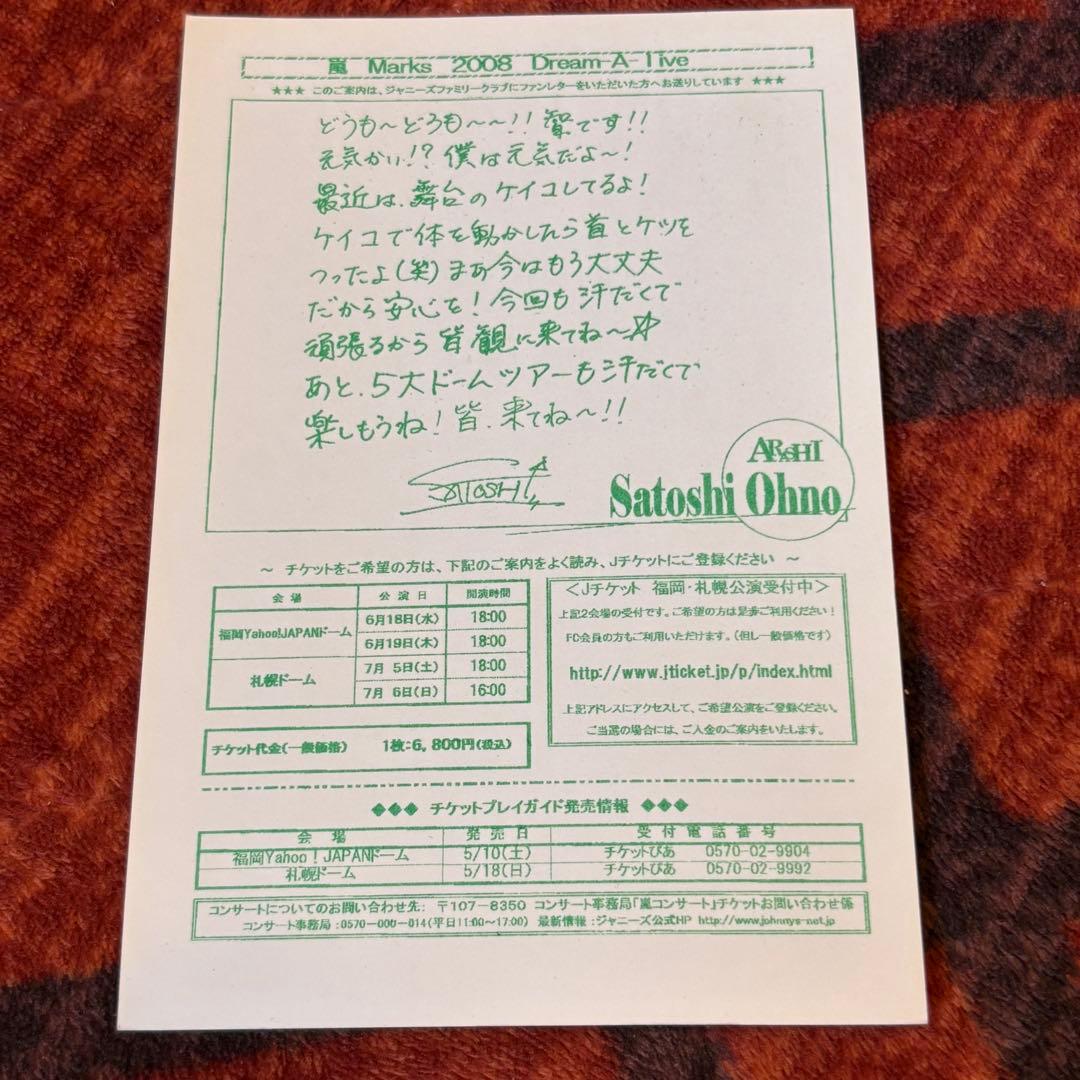 嵐 Marks 2008 Dream-A-live
★★★ このご案内は、ジャニーズファミリークラブにファンレターをいただいた方へお送りしています ★★★
どうも〜どうも〜〜!! 智です!!
元気かい!? 僕は元気だよ〜!
最近は、舞台のケイコしてるよ!
ケイコで体を動かしたら首とケツを
つったよ(笑)まあ今はもう大丈夫
だから安心を!今回も汗だくで
頑張るから皆観に来てね〜☆
あと、5大ドームツアーも汗だくで
楽しもうね!皆、来てね〜!!
SATOSHI
ARASHI
Satoshi Ohno
〜 チケットをご希望の方は、下記のご案内をよく読み、Jチケットにご登録ください 〜
会場 公演日 開演時間
福岡Yahoo!JAPANドーム 6月18日(水) 18:00
6月19日(木) 18:00
札幌ドーム 7月 5日(土) 18:00
7月 6日(日) 16:00
チケット代金(一般価格) 1枚:6,800円(税込)
<Jチケット 福岡・札幌公演受付中>
上記2会場の受付です。ご希望の方は是非ご利用ください!
FC会員の方もご利用いただけます。(但し一般価格です)
http://www.jticket.jp/p/index.html
上記アドレスにアクセスして、ご希望公演をご登録ください。
ご当選の場合には、ご入金のご案内をいたします。
◆◆◆ チケットプレイガイド発売情報 ◆◆◆
会場 発売日 受付電話番号
福岡Yahoo!JAPANドーム 5/10(土) チケットぴあ 0570-02-9904
札幌ドーム 5/18(日) チケットぴあ 0570-02-9992
コンサートについてのお問い合わせ先: 〒107-8350 コンサート事務局「嵐コンサート」チケットお問い合わせ係
コンサート事務局:0570-000-014(平日11:00〜17:00) 最新情報:ジャニーズ公式HP http://www.johnnys-net.jp